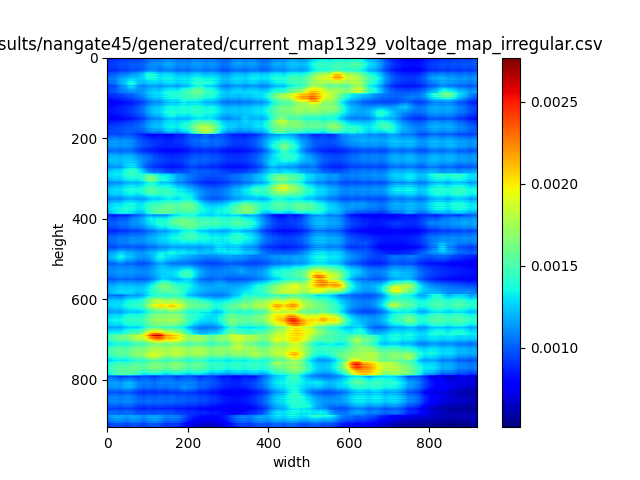 sults/nangate45/generated/current_map1329_voltage_map_irregular.csv
0
200
400
600
800
height
0 200 400 600 800
width
0.0025
0.0020
0.0015
0.0010